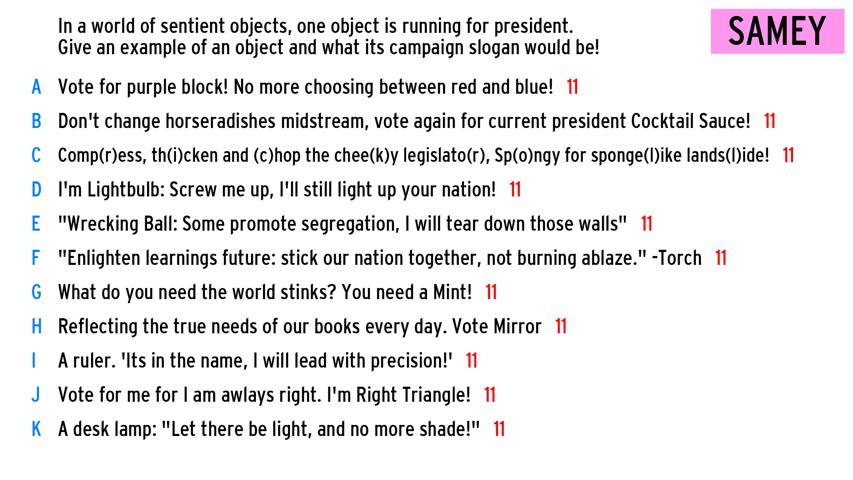 In a world of sentient objects, one object is running for president.
Give an example of an object and what its campaign slogan would be!
SAMEY
A Vote for purple block! No more choosing between red and blue! 11
B Don't change horseradishes midstream, vote again for current president Cocktail Sauce! 11
C Comp(r)ess, th(i)cken and (c)hop the chee(k)y legislato(r), Sp(o)ngy for sponge(l)ike lands(l)ide! 11
D I'm Lightbulb: Screw me up, I'll still light up your nation! 11
E "Wrecking Ball: Some promote segregation, I will tear down those walls" 11
F "Enlighten learnings future: stick our nation together, not burning ablaze." -Torch 11
G What do you need the world stinks? You need a Mint! 11
H Reflecting the true needs of our books every day. Vote Mirror 11
I A ruler. 'Its in the name, I will lead with precision!' 11
J Vote for me for I am awlays right. I'm Right Triangle! 11
K A desk lamp: "Let there be light, and no more shade!" 11